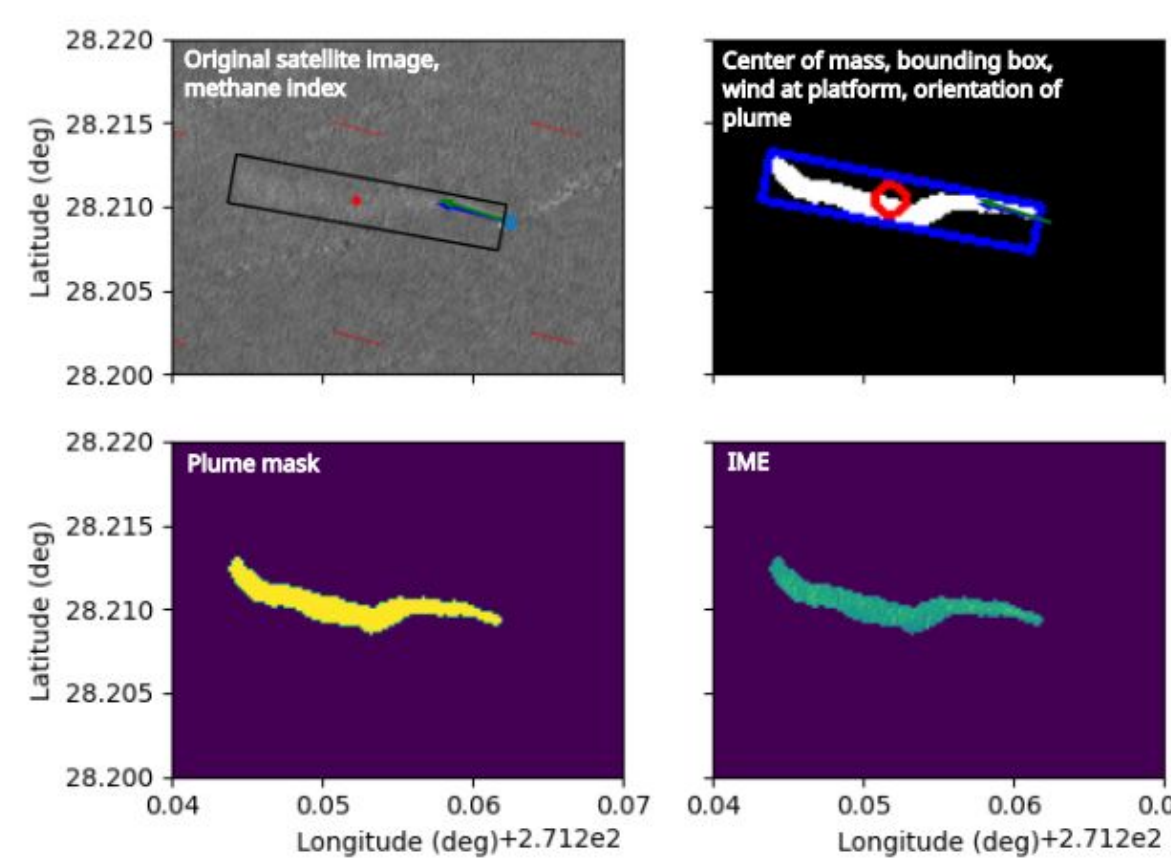 28.220
28.215
28.210
28.205
28.200
Latitude (deg)
Original satellite image,
methane index
Center of mass, bounding box,
wind at platform, orientation of
plume
28.220
28.215
28.210
28.205
28.200
Latitude (deg)
Plume mask
IME
0.04 0.05 0.06 0.07
Longitude (deg)+2.712e2
0.04 0.05 0.06 0.0
Longitude (deg)+2.712e2